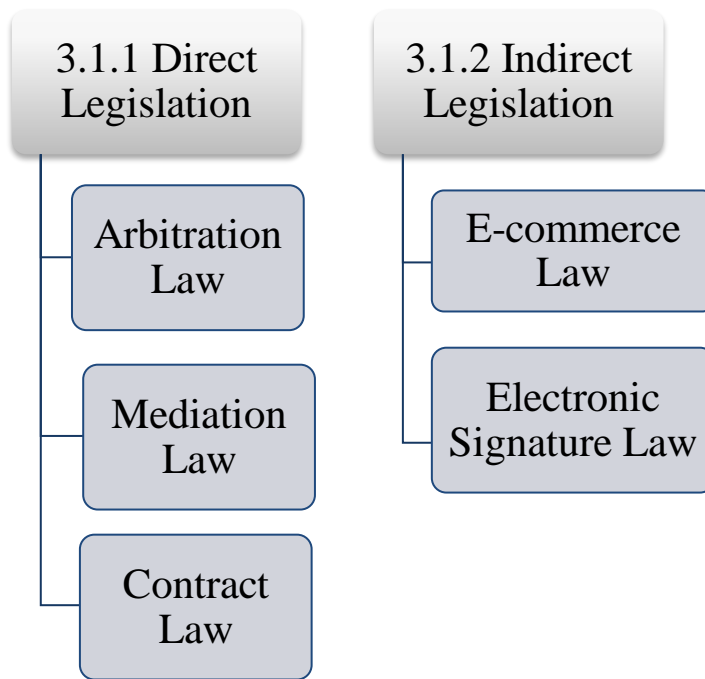 3.1.1 Direct
Legislation
Arbitration
Law
Mediation
Law
Contract
Law
3.1.2 Indirect
Legislation
E-commerce
Law
Electronic
Signature Law